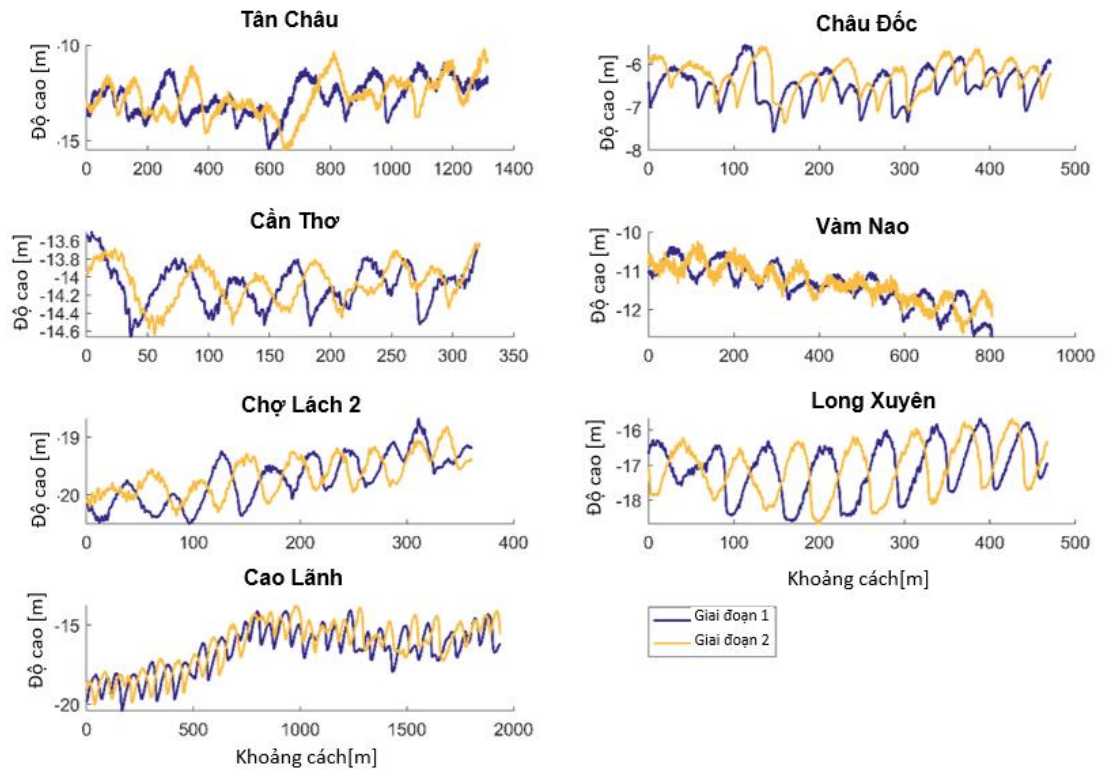 Tân Châu
Độ cao [m]
-10
-15
0 200 400 600 800 1000 1200 1400
Châu Đốc
Độ cao [m]
-6
-7
-8
0 100 200 300 400 500
Cần Thơ
Độ cao [m]
-13.6
-13.8
-14
-14.2
-14.4
-14.6
0 50 100 150 200 250 300 350
Vàm Nao
Độ cao [m]
-10
-11
-12
0 200 400 600 800 1000
Chợ Lách 2
Độ cao [m]
-19
-20
0 100 200 300 400
Long Xuyên
Độ cao [m]
-16
-17
-18
0 100 200 300 400 500
Khoảng cách[m]
Cao Lãnh
Độ cao [m]
-15
-20
0 500 1000 1500 2000
Khoảng cách[m]
Giai đoạn 1
Giai đoạn 2